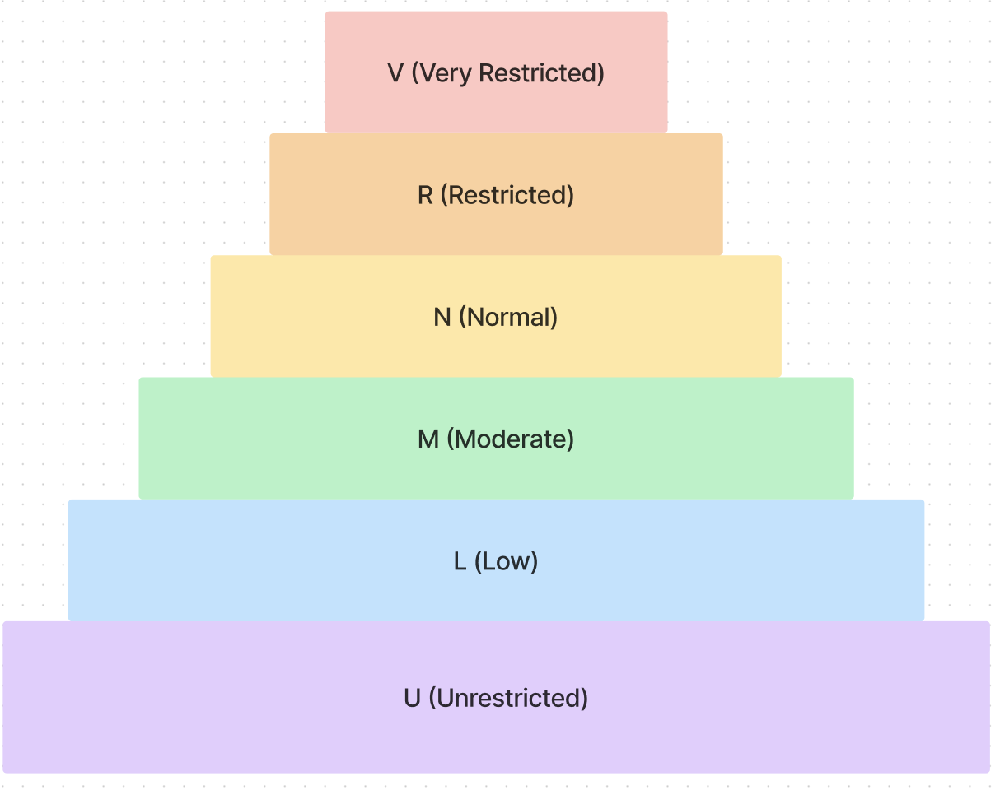 V (Very Restricted)
R (Restricted)
N (Normal)
M (Moderate)
L (Low)
U (Unrestricted)